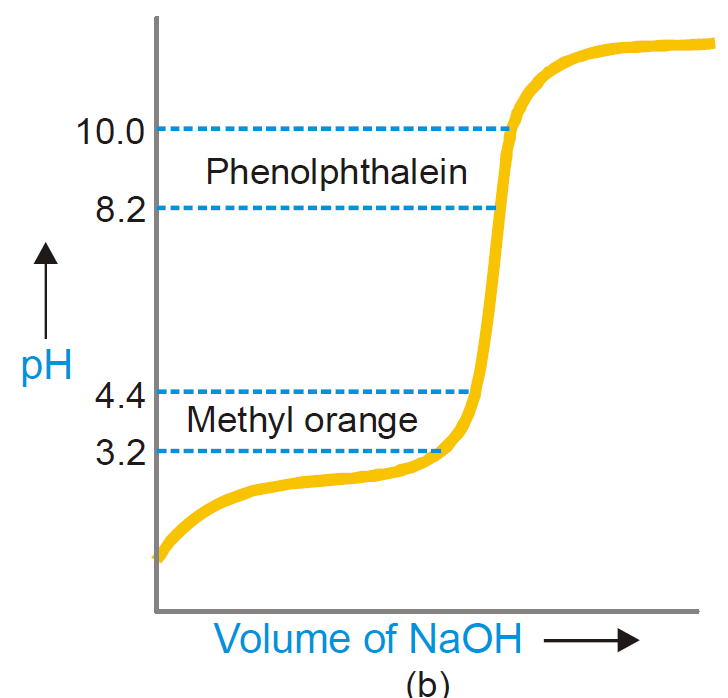 10.0
Phenolphthalein
8.2
pH
4.4
Methyl orange
3.2
Volume of NaOH
(b)